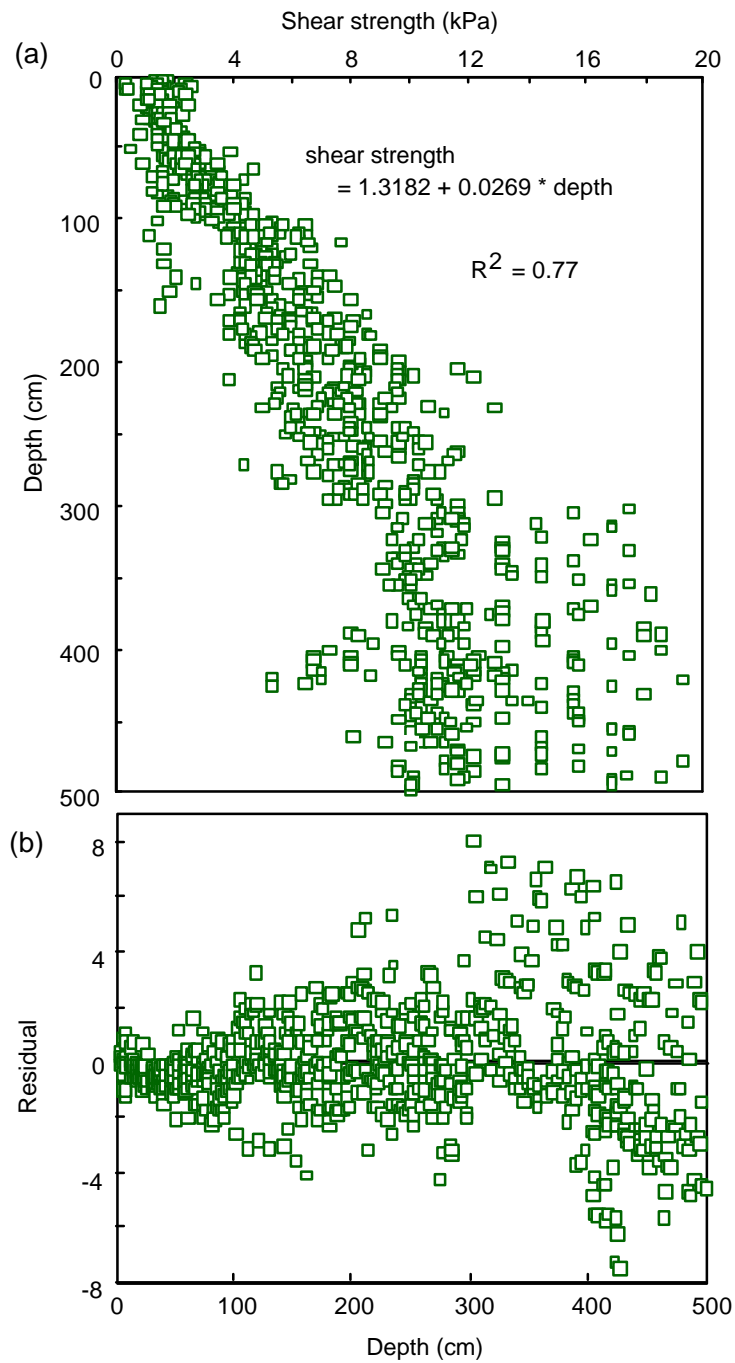 Shear strength (kPa)
(a)
0 4 8 12 16 20
0
100
200
300
400
500
Depth (cm)
shear strength
= 1.3182 + 0.0269 * depth
R2 = 0.77
(b)
8
4
0
-4
-8
Residual
0 100 200 300 400 500
Depth (cm)